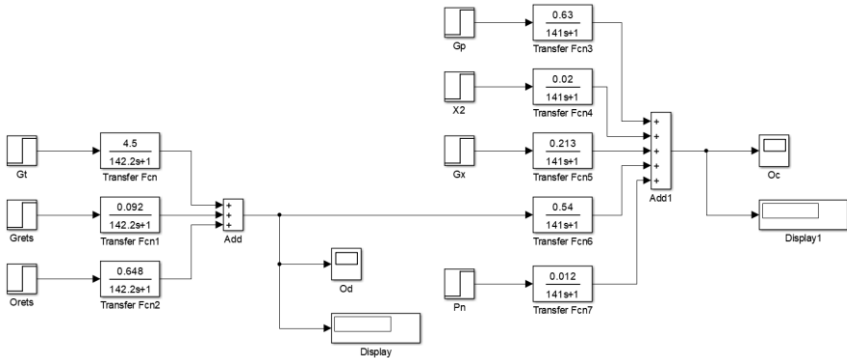 0.63
141s+1
Gp
Transfer Fcn3
0.02
141s+1
X2
Transfer Fcn4
4.5
142.2s+1
Gt
Transfer Fcn
0.213
141s+1
Gx
Transfer Fcn5
+
+
+
+
+
Add1
Oc
0.092
142.2s+1
Grets
Transfer Fcn1
+
+
+
Add
0.54
141s+1
Transfer Fcn6
Display1
0.648
142.2s+1
Orets
Transfer Fcn2
Od
0.012
141s+1
Pn
Transfer Fcn7
Display